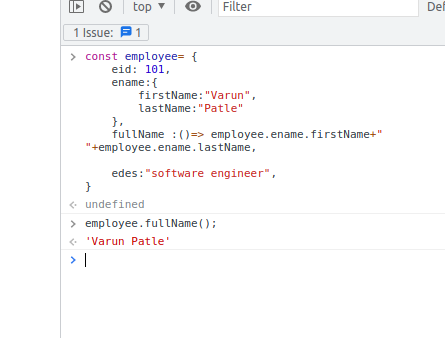 top ▼ Filter
1 Issue: 1
const employee= {
eid: 101,
ename:{
firstName:"Varun",
lastName:"Patle"
},
fullName :()=> employee.ename.firstName+"
"+employee.ename.lastName,
edes:"software engineer",
}
undefined
employee.fullName();
'Varun Patle'